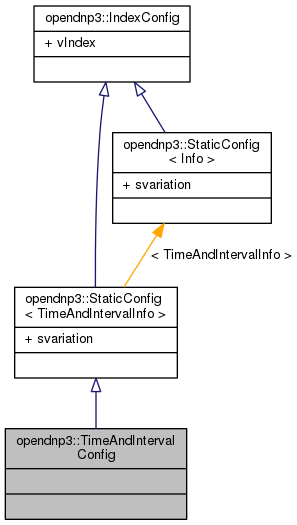 opendnp3::IndexConfig
+ vIndex
opendnp3::StaticConfig
< Info >
+ svariation
< TimeAndIntervalInfo >
opendnp3::StaticConfig
< TimeAndIntervalInfo >
+ svariation
opendnp3::TimeAndInterval
Config